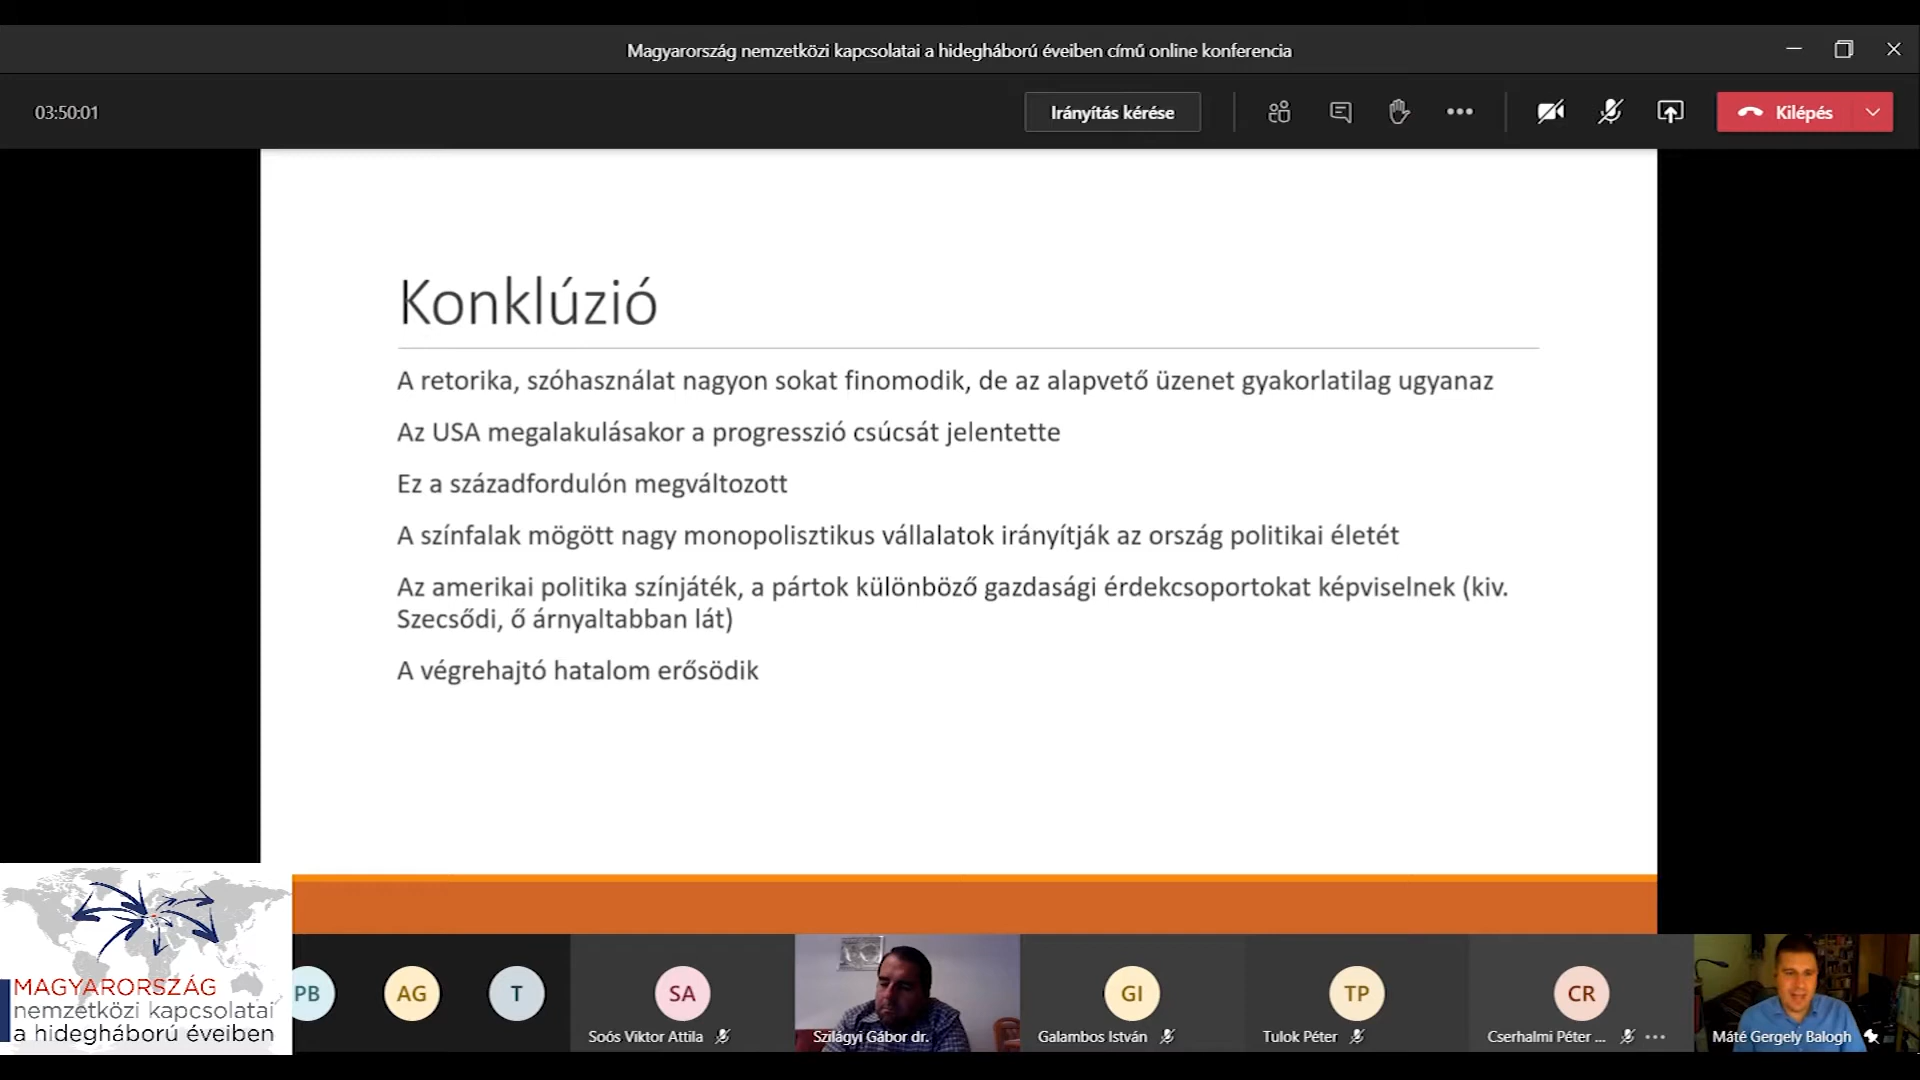 Magyarország nemzetközi kapcsolatai a hidegháború éveiben című online konferencia
03:50:01
Irányítás kérése
Kilépés
Konklúzió
A retorika, szóhasználat nagyon sokat finomodik, de az alapvető üzenet gyakorlatilag ugyanaz
Az USA megalakulásakor a progresszió csúcsát jelentette
Ez a századfordulón megváltozott
A színfalak mögött nagy monopolisztikus vállalatok irányítják az ország politikai életét
Az amerikai politika színjáték, a pártok különböző gazdasági érdekcsoportokat képviselnek (kiv.
Szecsődi, ő árnyaltabban lát)
A végrehajtó hatalom erősödik
MAGYARORSZÁG
nemzetközi kapcsolatai
a hidegháború éveiben
PB
AG
T
SA
Soós Viktor Attila
Szilágyi Gábor dr.
GI
Galambos István
TP
Tulok Péter
CR
Cserhalmi Péter ...
Máté Gergely Balogh